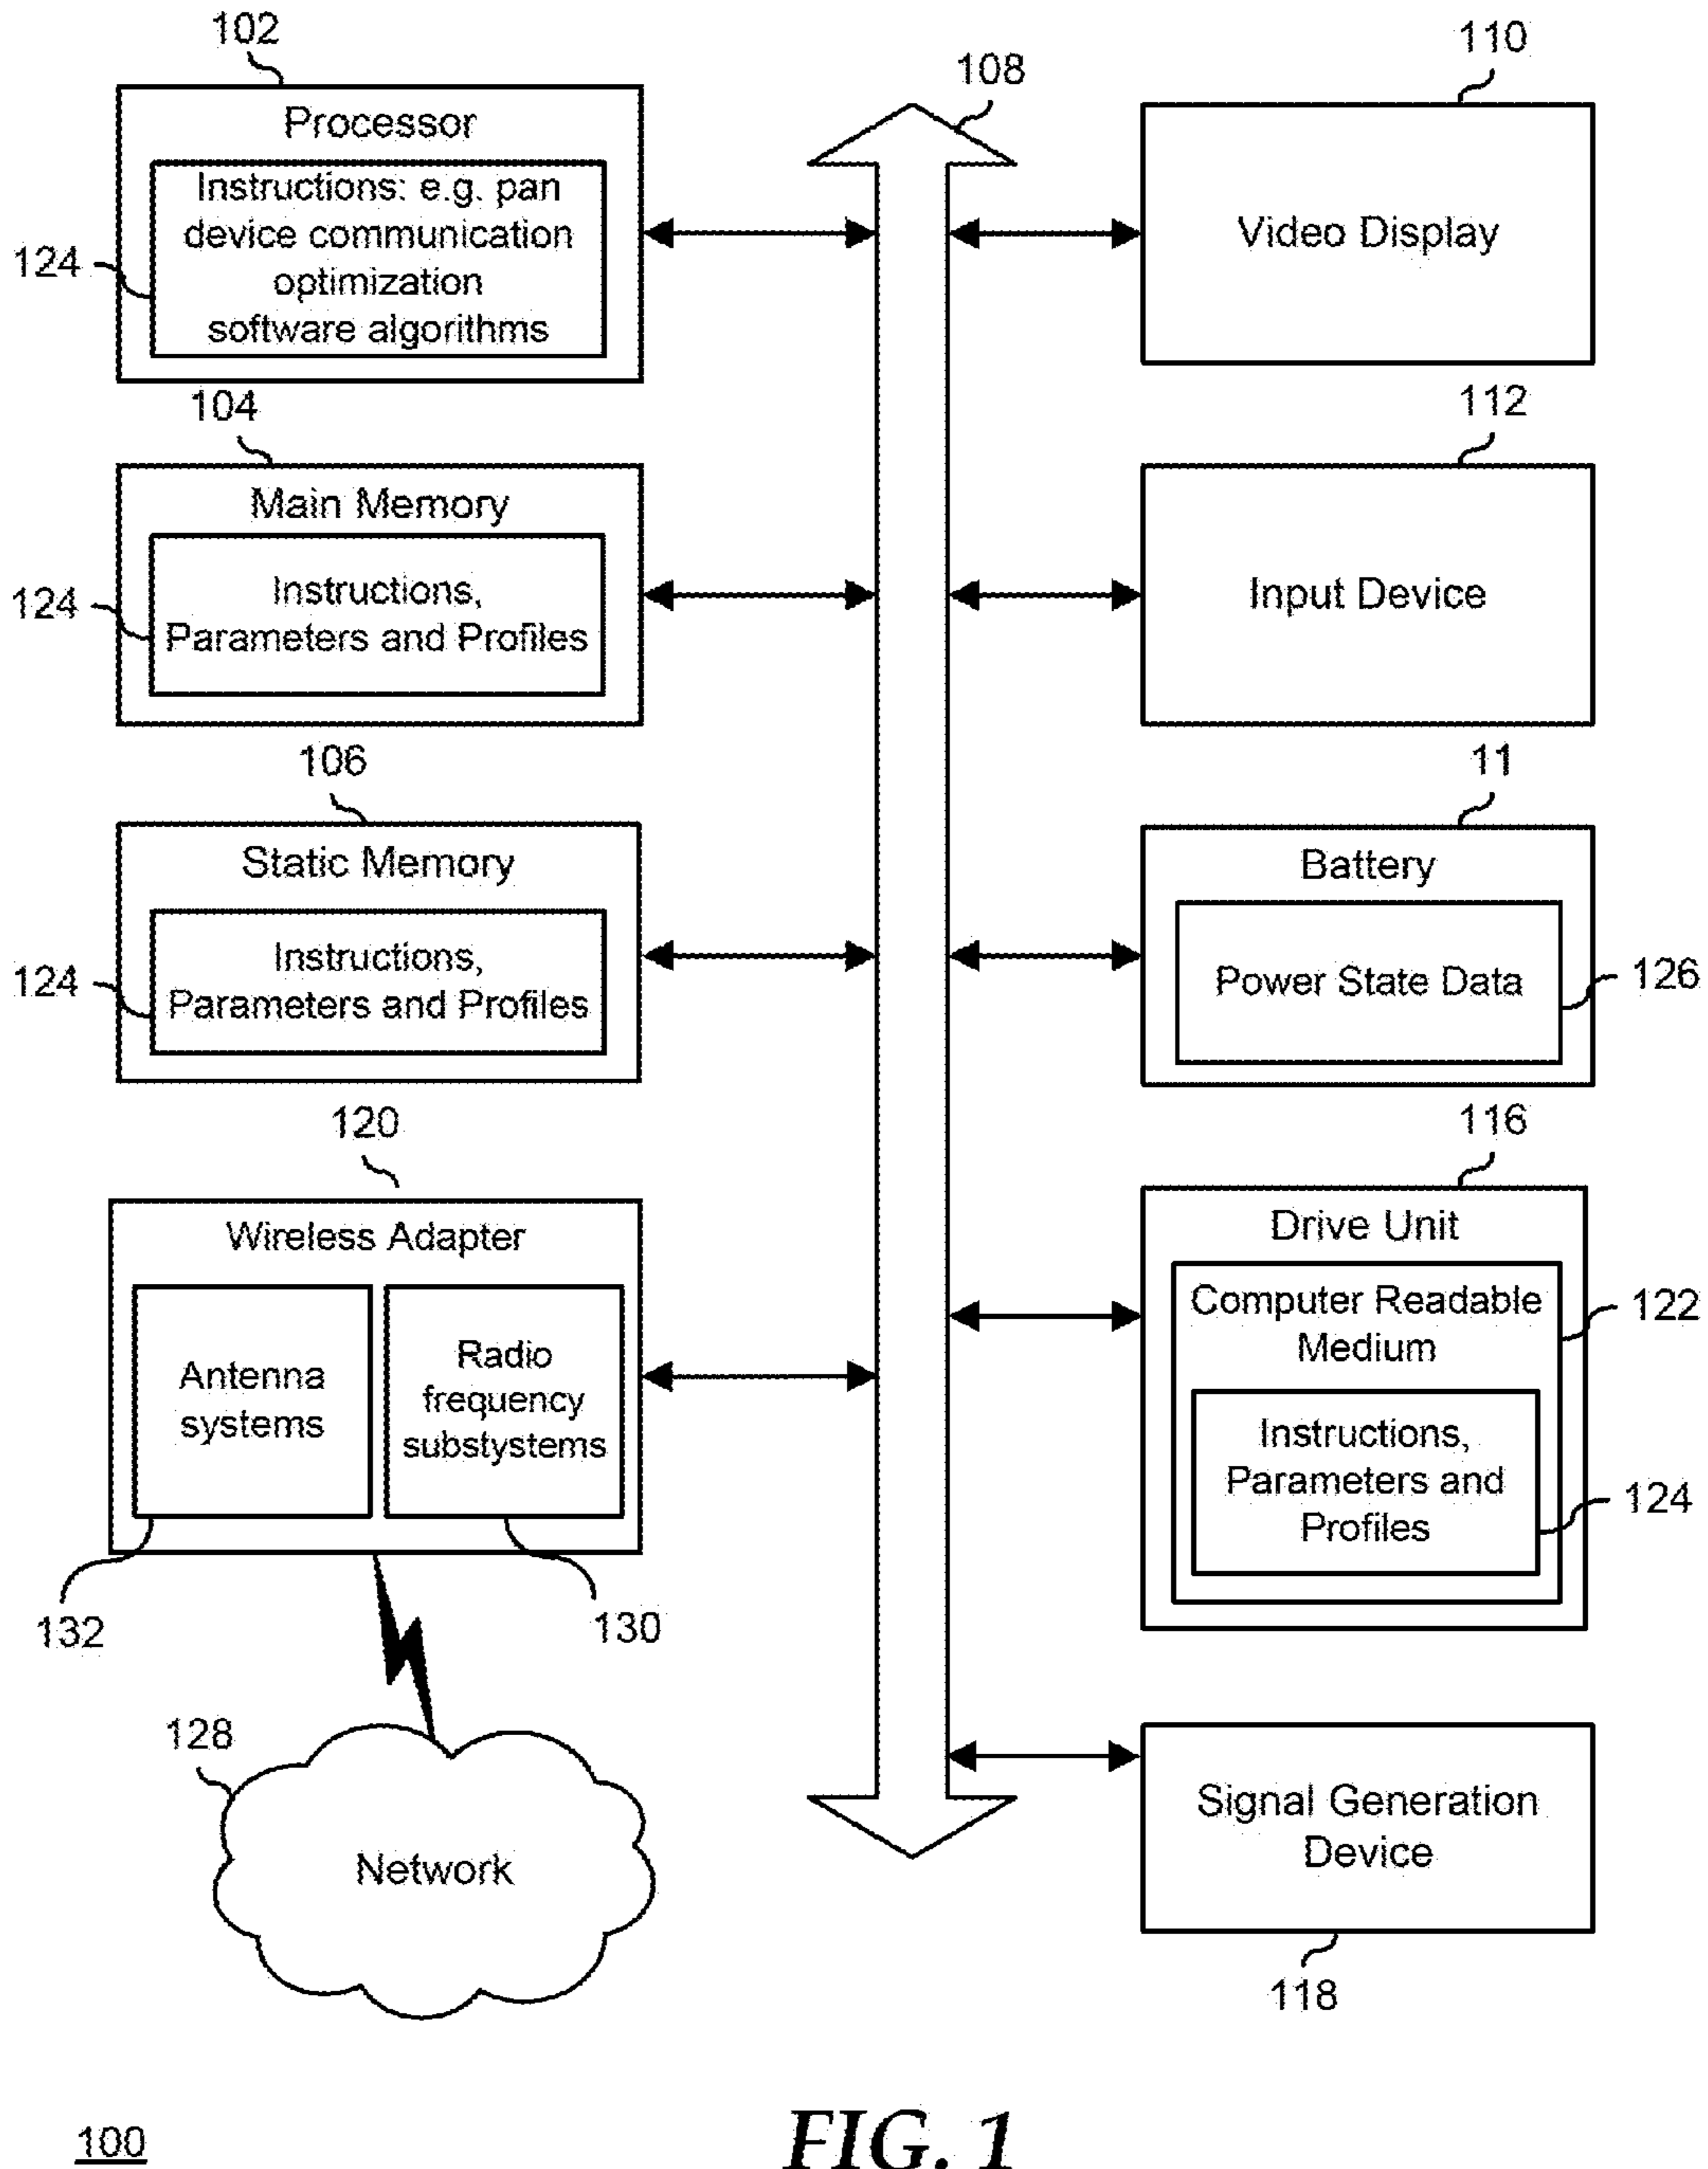 102
Processor
Instructions: e.g. pan
device communication
optimization
software algorithms
124
104
Main Memory
Instructions,
Parameters and Profiles
124
106
Static Memory
Instructions,
Parameters and Profiles
124
120
Wireless Adapter
Antenna
systems
Radio
frequency
substystems
132
130
128
Network
108
110
Video Display
112
Input Device
11
Battery
Power State Data
126
116
Drive Unit
Computer Readable
Medium
122
Instructions,
Parameters and
Profiles
124
Signal Generation
Device
118
100
FIG. 1